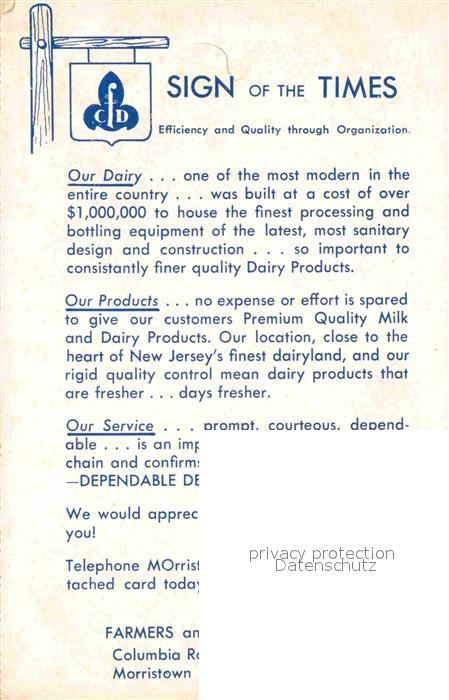 C f D
SIGN OF THE TIMES
Efficiency and Quality through Organization.
Our Dairy . . . one of the most modern in the
entire country . . . was built at a cost of over
$1,000,000 to house the finest processing and
bottling equipment of the latest, most sanitary
design and construction . . . so important to
consistantly finer quality Dairy Products.
Our Products . . . no expense or effort is spared
to give our customers Premium Quality Milk
and Dairy Products. Our location, close to the
heart of New Jersey's finest dairyland, and our
rigid quality control mean dairy products that
are fresher . . . days fresher.
Our Service . . . prompt, courteous, depend-
able . . . is an imp
chain and confirms
—DEPENDABLE DE
We would apprec
you!
Telephone MOrrist
tached card today
FARMERS an
Columbia Ro
Morristown
privacy protection
Datenschutz